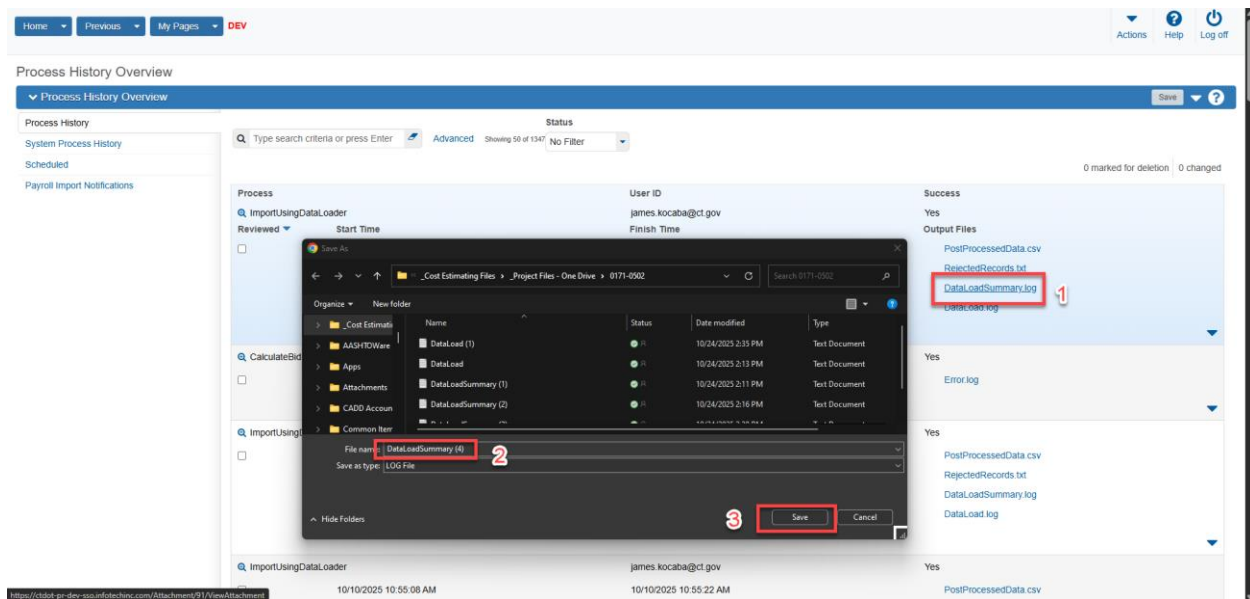 Home Previous My Pages DEV
Actions Help Log off
Process History Overview
Process History Overview Save
Process History
System Process History
Scheduled
Payroll Import Notifications
Status
Type search criteria or press Enter Advanced Showing 50 of 1347 No Filter
0 marked for deletion 0 changed
Process User ID Success
ImportUsingDataLoader james.kocaba@ct.gov Yes
Reviewed Start Time Finish Time Output Files
PostProcessedData.csv
RejectedRecords.txt
DataLoadSummary.log 1
DataLoad.log
Save As
_Cost Estimating Files › _Project Files - One Drive › 0171-0502 Search 0171-0502
Organize New folder
Name Status Date modified Type
_Cost Estimati
AASHTOWare
Apps
Attachments
CADD Accoun
Common Iter
DataLoad (1) 10/24/2025 2:35 PM Text Document
DataLoad 10/24/2025 2:13 PM Text Document
DataLoadSummary (1) 10/24/2025 2:11 PM Text Document
DataLoadSummary (2) 10/24/2025 2:16 PM Text Document
File name: DataLoadSummary (4) 2
Save as type: LOG File
Hide Folders 3 Save Cancel
CalculateBid Yes
Error.log
ImportUsingD Yes
PostProcessedData.csv
RejectedRecords.txt
DataLoadSummary.log
DataLoad.log
ImportUsingDataLoader james.kocaba@ct.gov Yes
10/10/2025 10:55:08 AM 10/10/2025 10:55:22 AM PostProcessedData.csv
https://ctdot-pr-dev-sso.infotechinc.com/Attachment/91/ViewAttachment